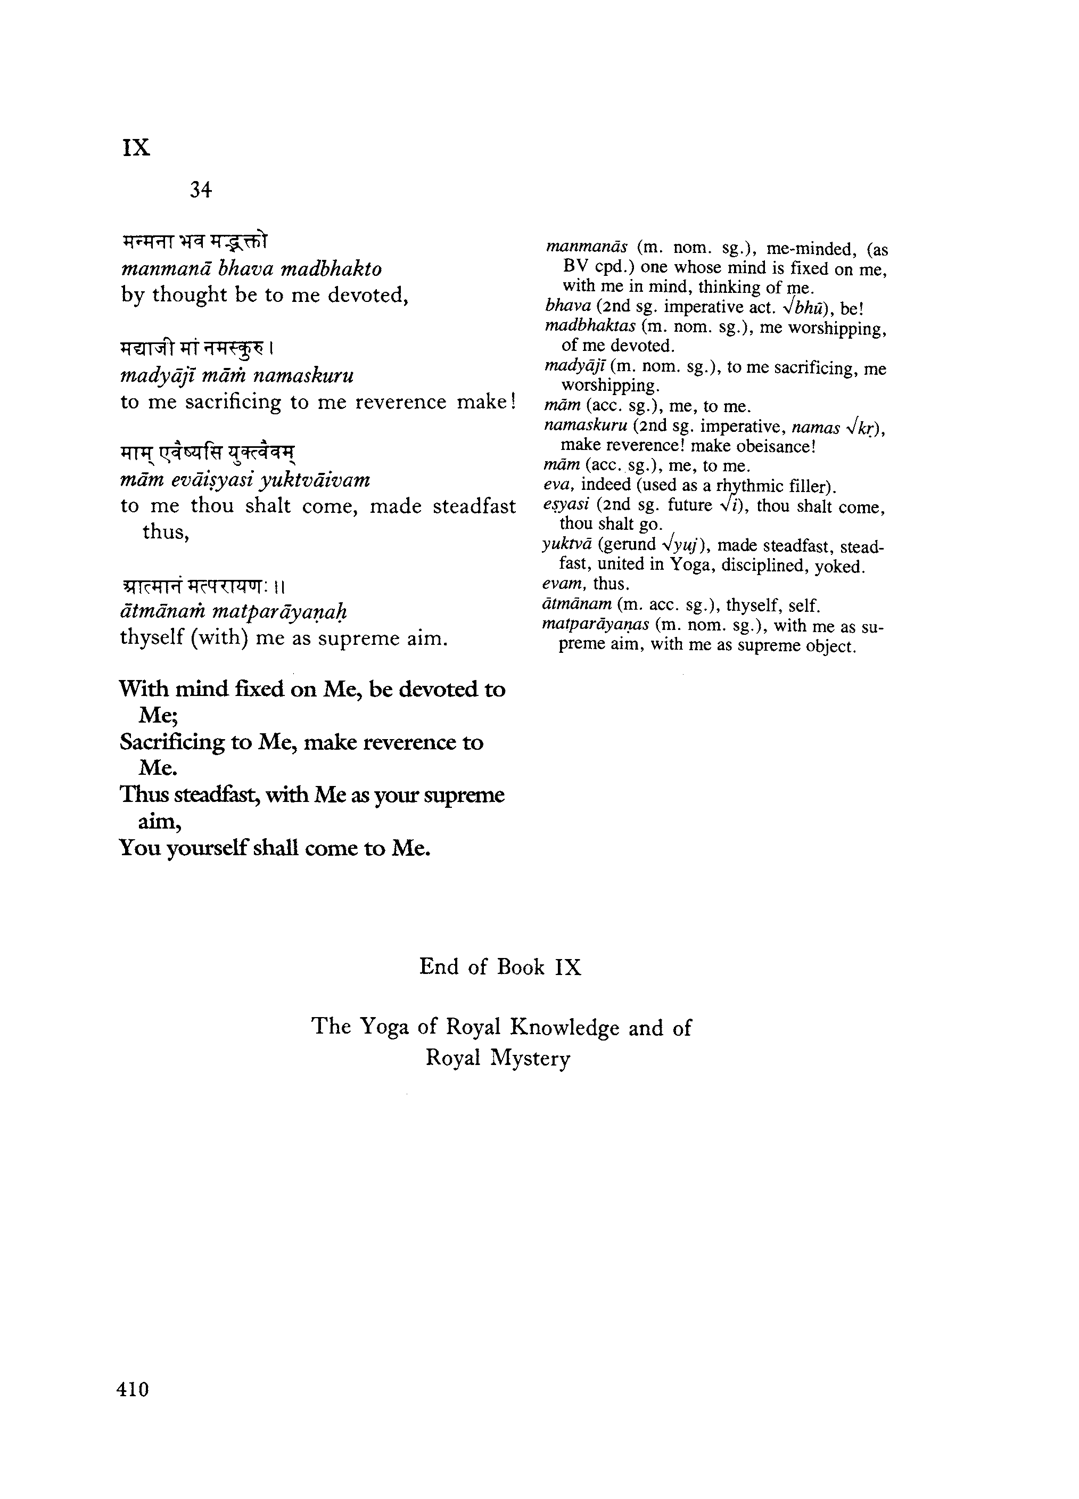 IX
34
मन्मना भव मद्भक्तो
manmanā bhava madbhakto
by thought be to me devoted,
मद्याजी मां नमस्कुरु ।
madyājī māṁ namaskuru
to me sacrificing to me reverence make!
माम् एवैष्यसि युक्त्वैवम्
mām evāiṣyasi yuktvāivam
to me thou shalt come, made steadfast
thus,
आत्मानं मत्परायणः ॥
ātmānaṁ matparāyaṇaḥ
thyself (with) me as supreme aim.
With mind fixed on Me, be devoted to
Me;
Sacrificing to Me, make reverence to
Me.
Thus steadfast, with Me as your supreme
aim,
You yourself shall come to Me.
manmanās (m. nom. sg.), me-minded, (as
BV cpd.) one whose mind is fixed on me,
with me in mind, thinking of me.
bhava (2nd sg. imperative act. √bhū), be!
madbhaktas (m. nom. sg.), me worshipping,
of me devoted.
madyājī (m. nom. sg.), to me sacrificing, me
worshipping.
mām (acc. sg.), me, to me.
namaskuru (2nd sg. imperative, namas √kṛ),
make reverence! make obeisance!
mām (acc. sg.), me, to me.
eva, indeed (used as a rhythmic filler).
eṣyasi (2nd sg. future √i), thou shalt come,
thou shalt go.
yuktvā (gerund √yuj), made steadfast, stead-
fast, united in Yoga, disciplined, yoked.
evam, thus.
ātmānam (m. acc. sg.), thyself, self.
matparāyaṇas (m. nom. sg.), with me as su-
preme aim, with me as supreme object.
End of Book IX
The Yoga of Royal Knowledge and of
Royal Mystery
410